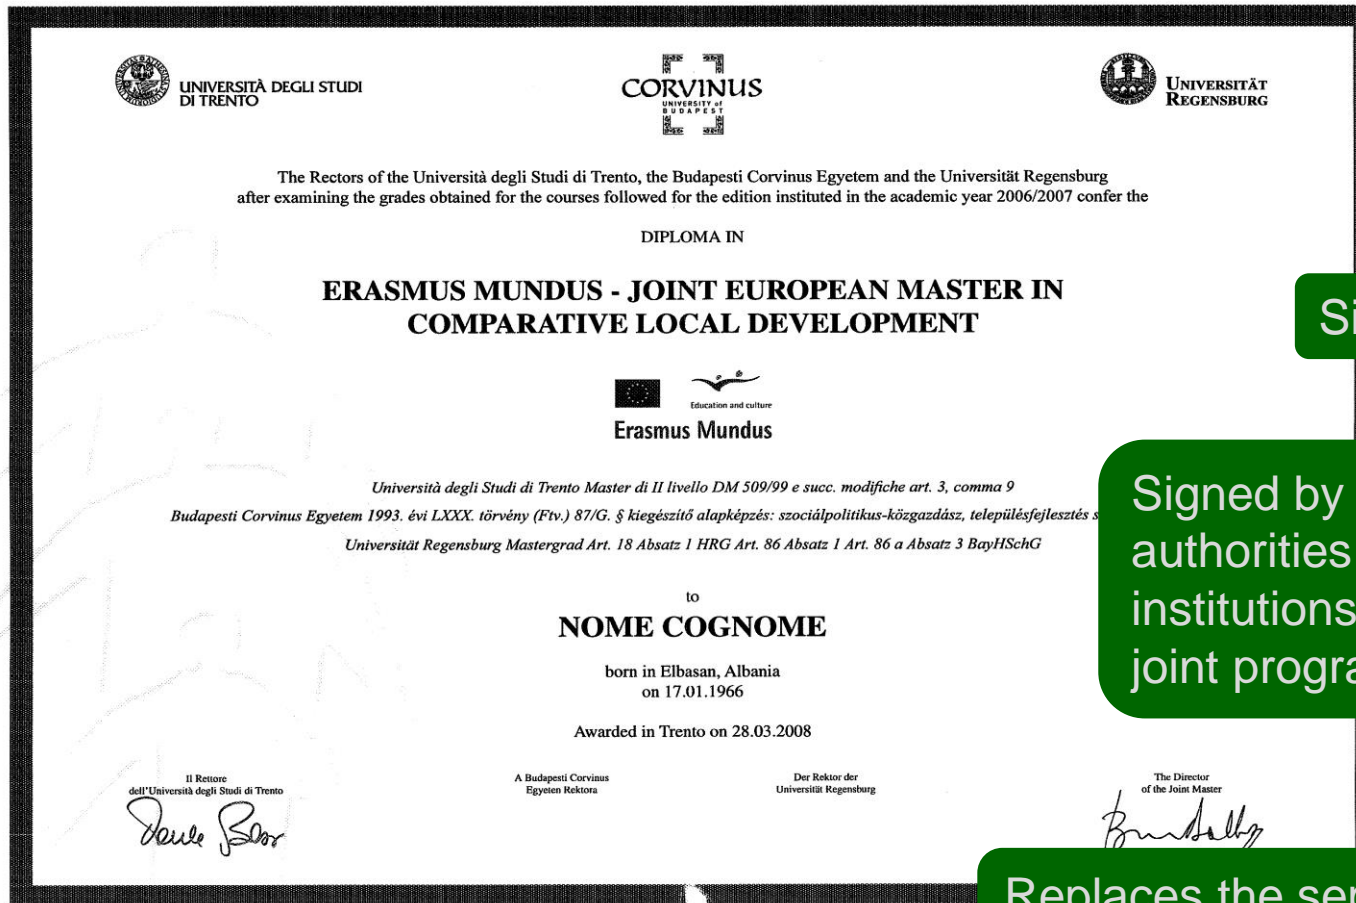 UNIVERSITÀ DEGLI STUDI
DI TRENTO
CORVINUS
UNIVERSITY of
BUDAPEST
UNIVERSITÄT
REGENSBURG
The Rectors of the Università degli Studi di Trento, the Budapesti Corvinus Egyetem and the Universität Regensburg
after examining the grades obtained for the courses followed for the edition instituted in the academic year 2006/2007 confer the
DIPLOMA IN
ERASMUS MUNDUS - JOINT EUROPEAN MASTER IN
COMPARATIVE LOCAL DEVELOPMENT
Education and culture
Erasmus Mundus
Università degli Studi di Trento Master di II livello DM 509/99 e succ. modifiche art. 3, comma 9
Budapesti Corvinus Egyetem 1993. évi LXXX. törvény (Ftv.) 87/G. § kiegészítő alapképzés: szociálpolitikus-közgazdász, településfejlesztés s
Universität Regensburg Mastergrad Art. 18 Absatz 1 HRG Art. 86 Absatz 1 Art. 86 a Absatz 3 BayHSchG
to
NOME COGNOME
born in Elbasan, Albania
on 17.01.1966
Awarded in Trento on 28.03.2008
Il Rettore
dell'Università degli Studi di Trento
A Budapesti Corvinus
Egyeten Rektora
Der Rektor der
Universität Regensburg
The Director
of the Joint Master
Si
Signed by
authorities
institutions
joint progra
Replaces the ser